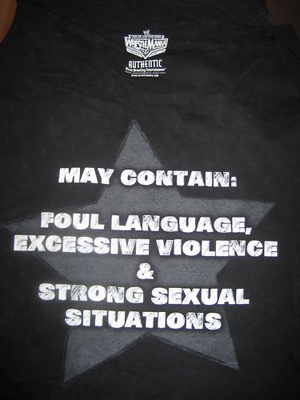 WRESTLEMANIA
AUTHENTIC
MAY CONTAIN:
FOUL LANGUAGE,
EXCESSIVE VIOLENCE
&
STRONG SEXUAL
SITUATIONS